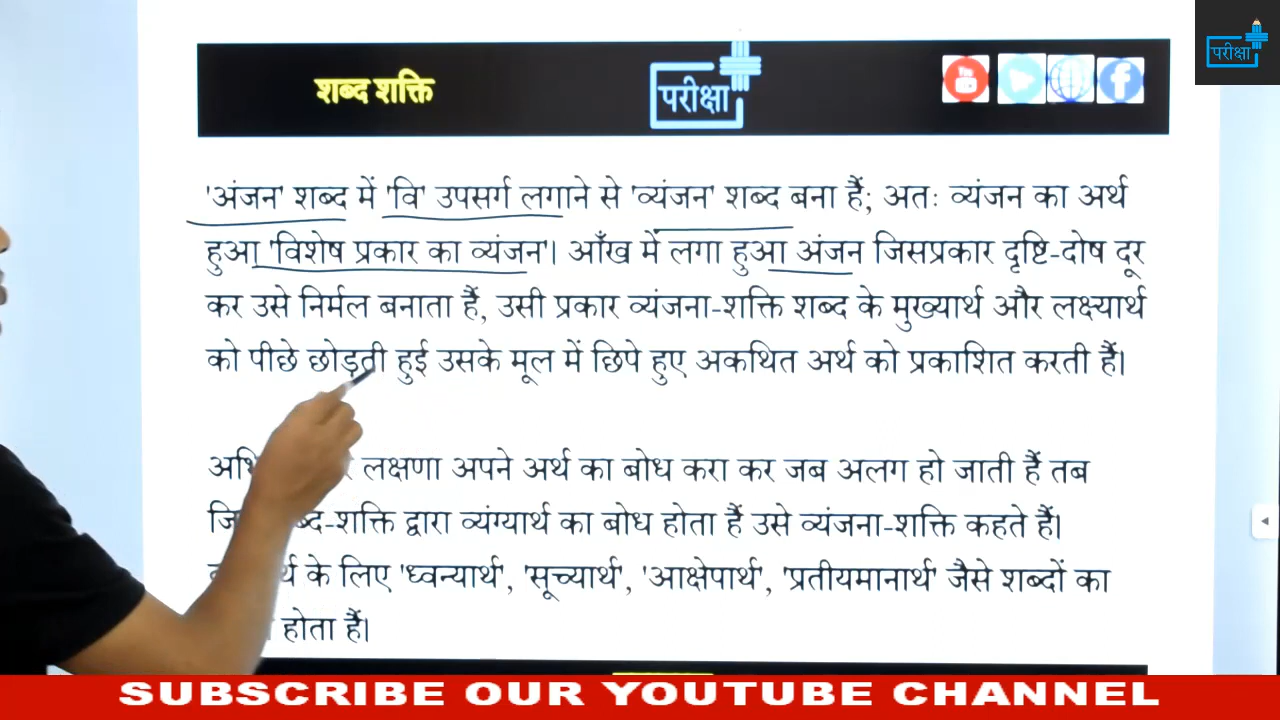 परीक्षा
शब्द शक्ति
परीक्षा
You
f
'अंजन' शब्द में 'वि' उपसर्ग लगाने से 'व्यंजन' शब्द बना हैं; अतः व्यंजन का अर्थ
हुआ 'विशेष प्रकार का व्यंजन'। आँख में लगा हुआ अंजन जिसप्रकार दृष्टि-दोष दूर
कर उसे निर्मल बनाता हैं, उसी प्रकार व्यंजना-शक्ति शब्द के मुख्यार्थ और लक्ष्यार्थ
को पीछे छोड़ती हुई उसके मूल में छिपे हुए अकथित अर्थ को प्रकाशित करती हैं।
लक्षणा अपने अर्थ का बोध करा कर जब अलग हो जाती हैं तब
शक्ति द्वारा व्यंग्यार्थ का बोध होता हैं उसे व्यंजना-शक्ति कहते हैं।
के लिए 'ध्वन्यार्थ', 'सूच्यार्थ', 'आक्षेपार्थ', 'प्रतीयमानार्थ' जैसे शब्दों का
होता हैं।
SUBSCRIBE OUR YOUTUBE CHANNEL